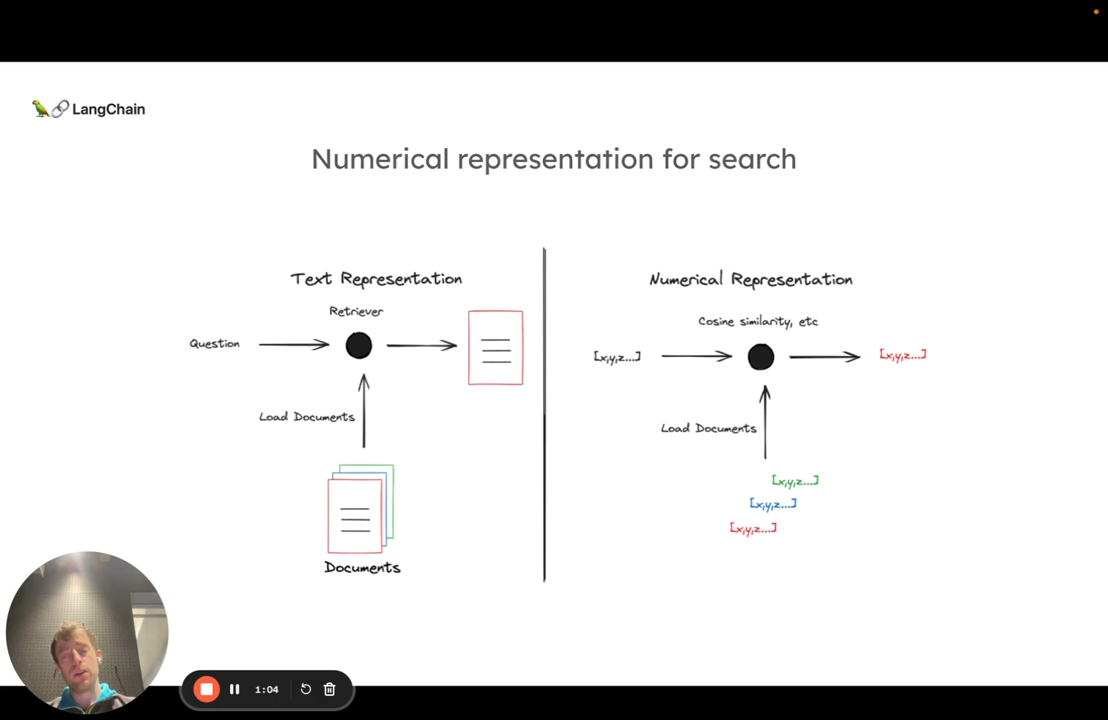 LangChain
Numerical representation for search
Text Representation
Retriever
Question
Load Documents
Documents
Numerical Representation
Cosine similarity, etc
[x,y,z...]
[x,y,z...]
Load Documents
[x,y,z...]
[x,y,z...]
[x,y,z...]
1:04